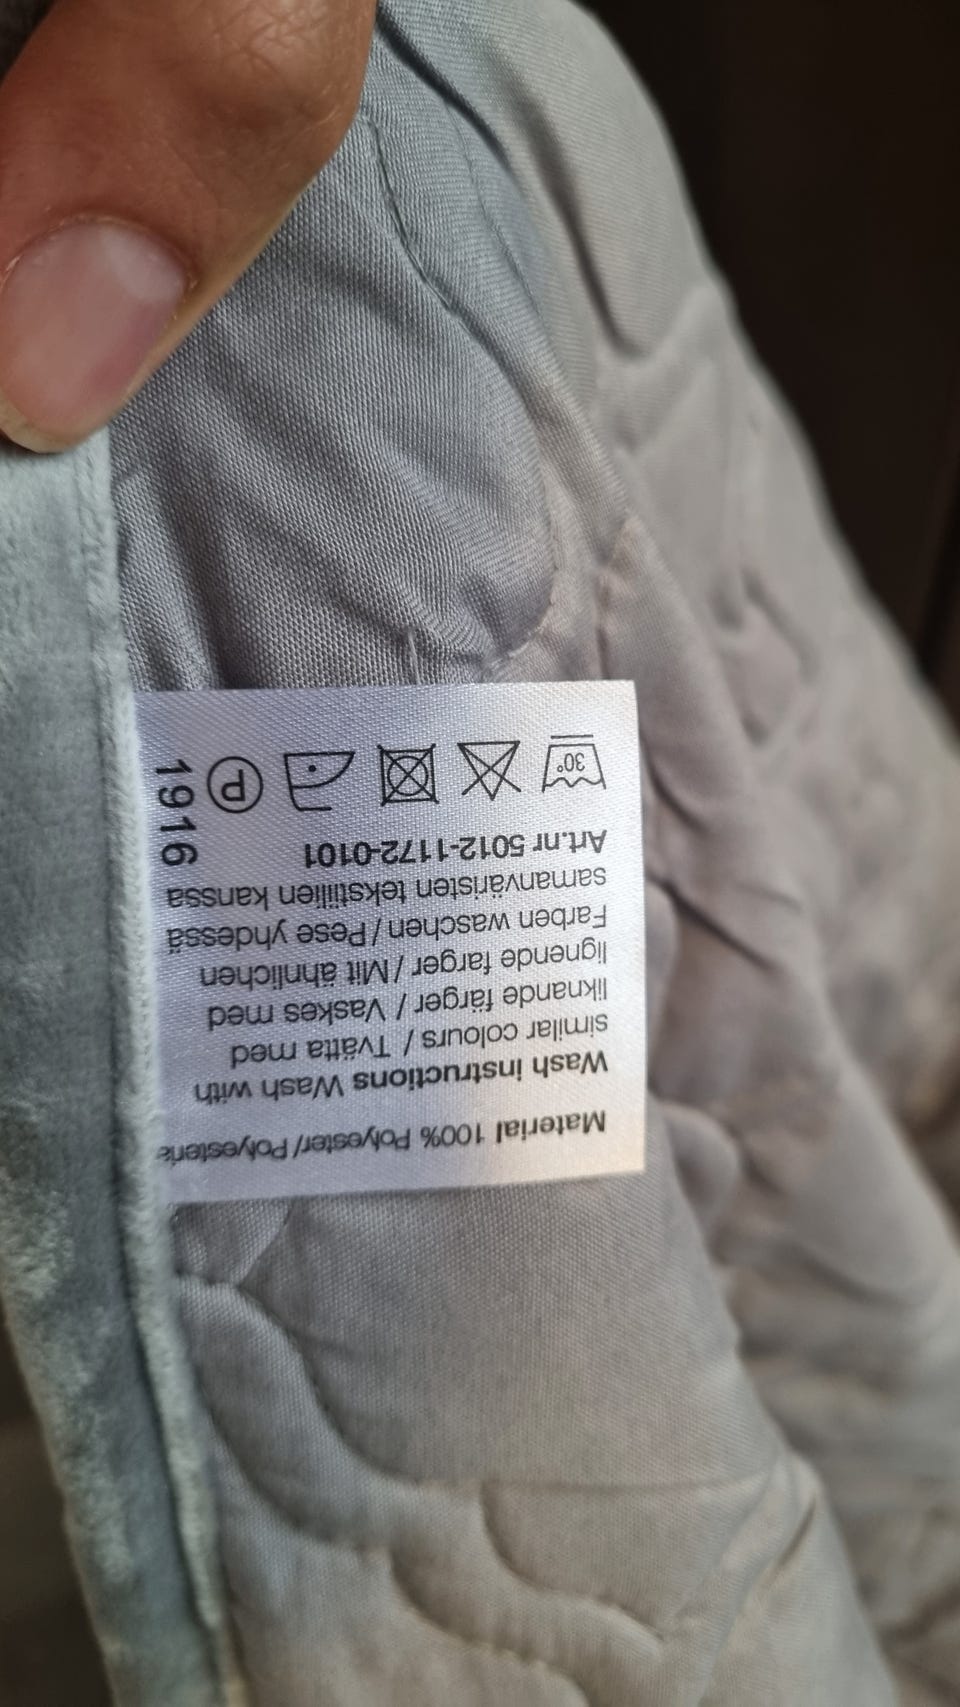 Material 100% Polyester/Polyesteriä
Wash instructions Wash with
similar colours / Tvätta med
liknande färger / Vaskes med
lignende farger / Mit ähnlichen
Farben waschen / Pese yhdessä
samanväristen tekstiilien kanssa
Art.nr 5012-1172-0101
30° P
1916